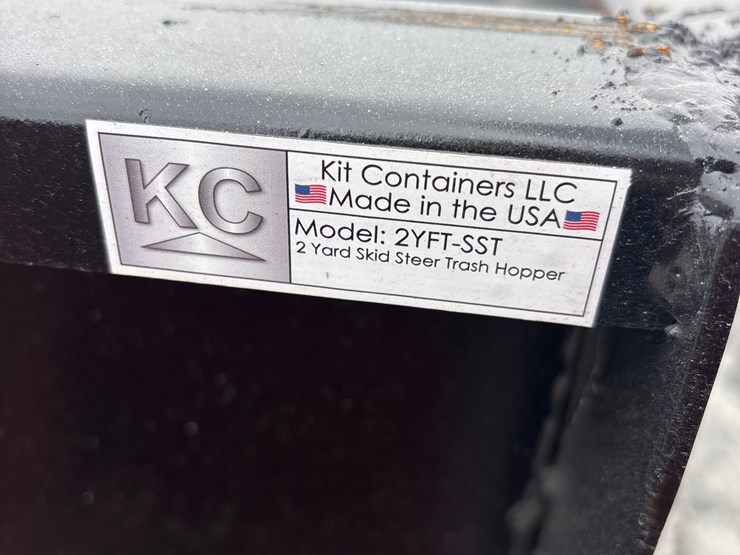 KC
Kit Containers LLC
Made in the USA
Model: 2YFT-SST
2 Yard Skid Steer Trash Hopper